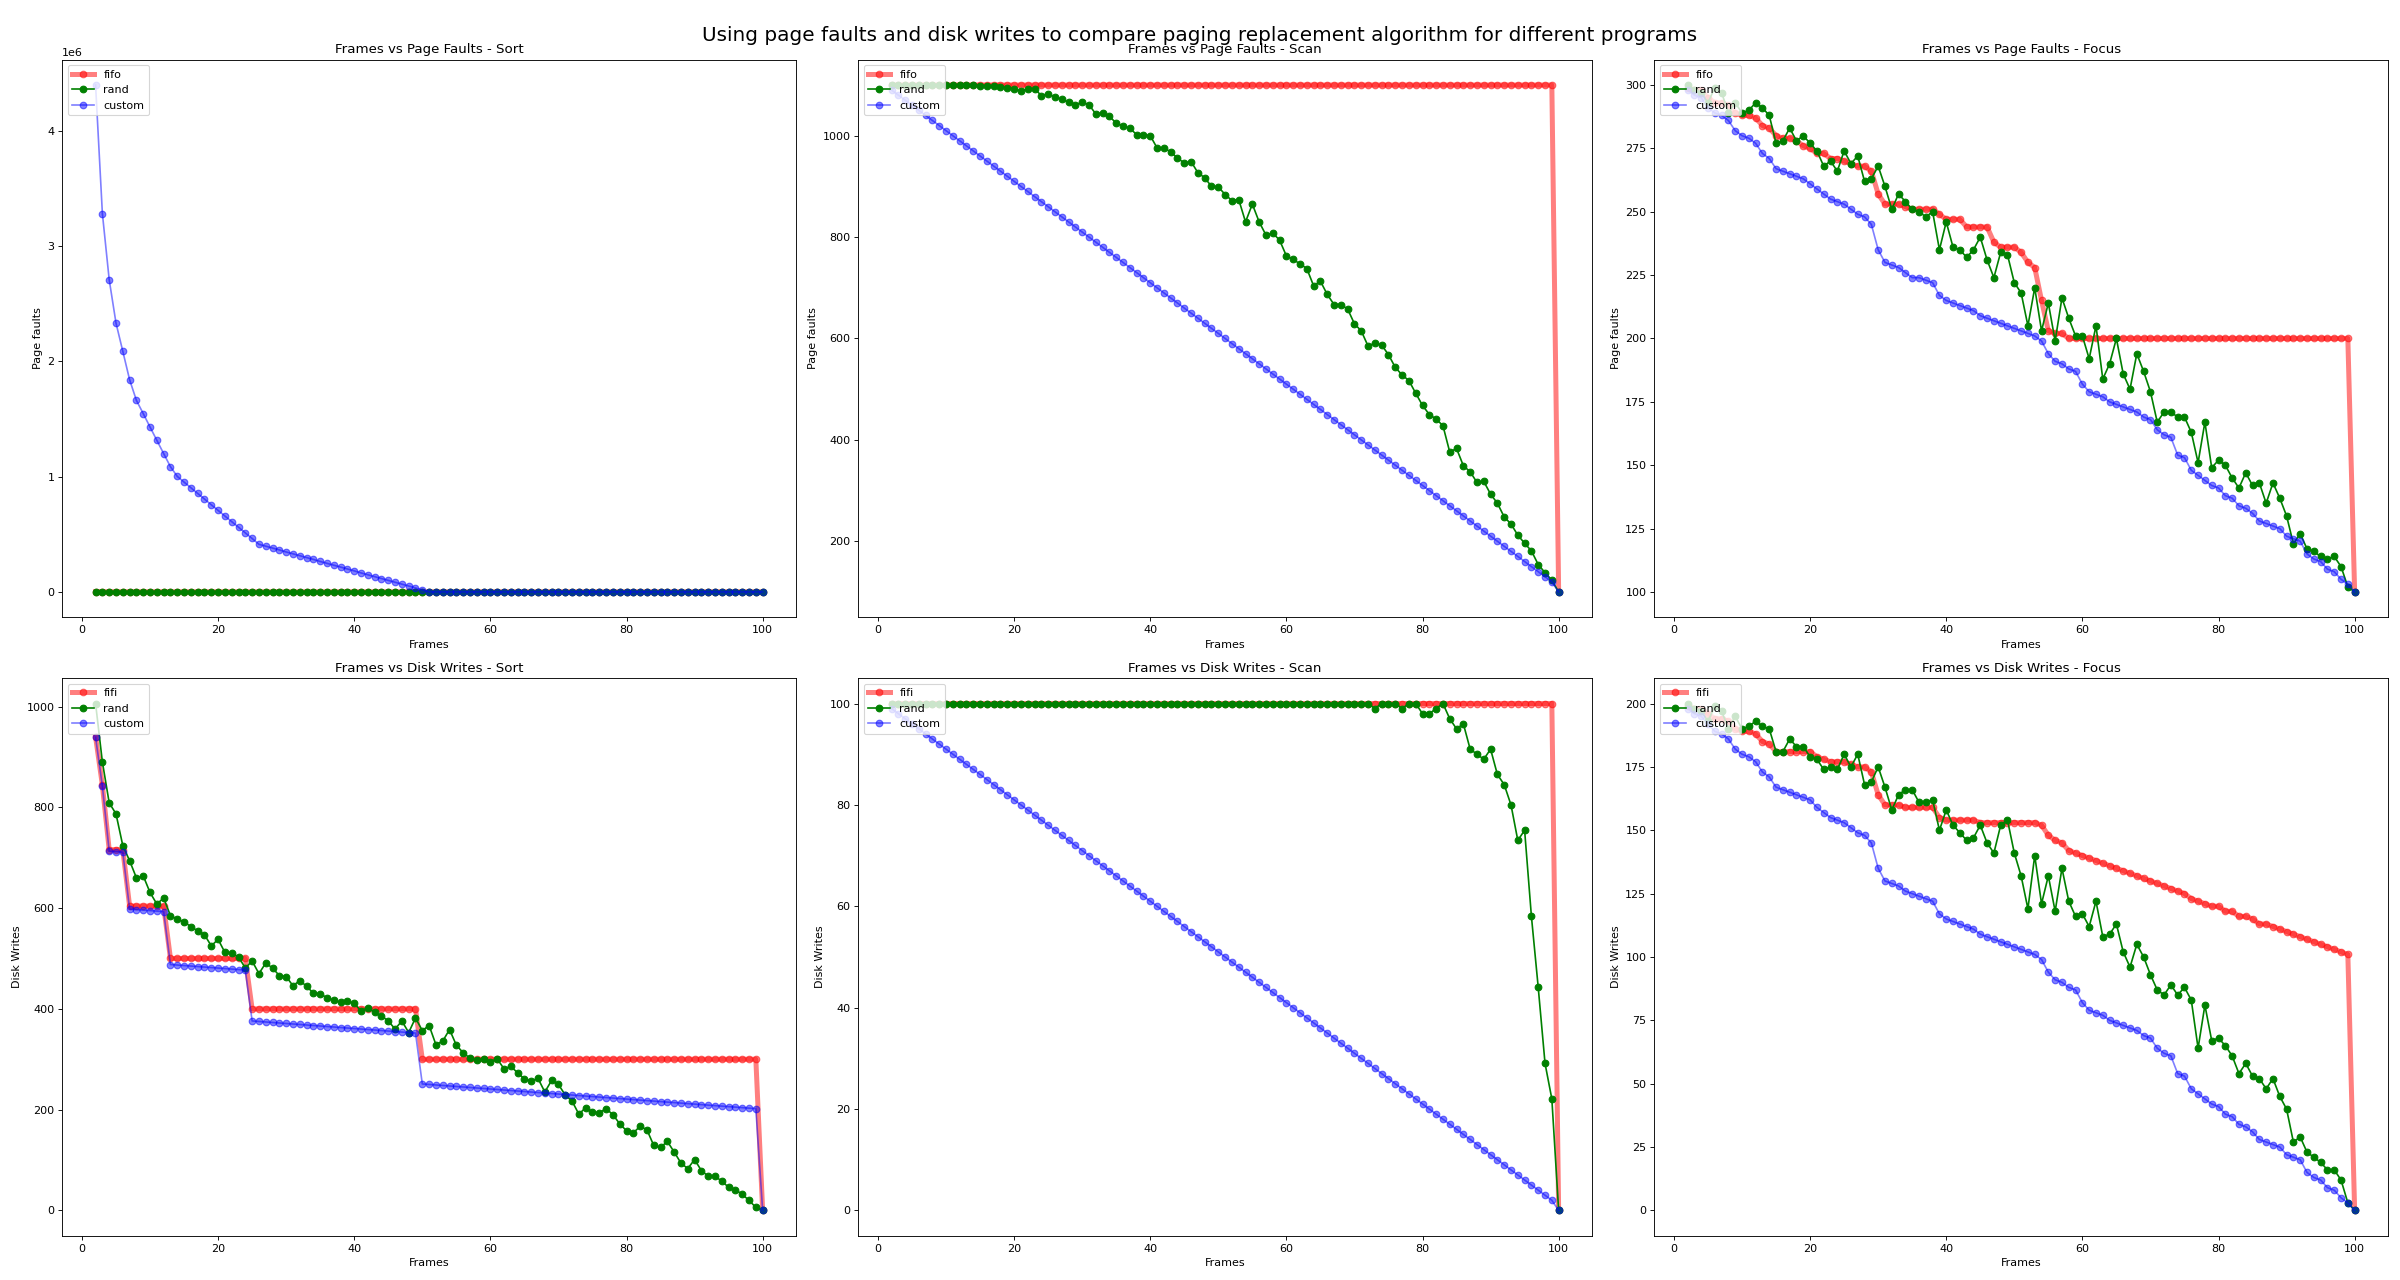 Using page faults and disk writes to compare paging replacement algorithm for different programs
Frames vs Page Faults - Sort
1e6
fifo
rand
custom
4
3
2
1
0
Page faults
0 20 40 60 80 100
Frames
Frames vs Page Faults - Scan
fifo
rand
custom
1000
800
600
400
200
Page faults
0 20 40 60 80 100
Frames
Frames vs Page Faults - Focus
fifo
rand
custom
300
275
250
225
200
175
150
125
100
Page faults
0 20 40 60 80 100
Frames
Frames vs Disk Writes - Sort
fifi
rand
custom
1000
800
600
400
200
0
Disk Writes
0 20 40 60 80 100
Frames
Frames vs Disk Writes - Scan
fifi
rand
custom
100
80
60
40
20
0
Disk Writes
0 20 40 60 80 100
Frames
Frames vs Disk Writes - Focus
fifi
rand
custom
200
175
150
125
100
75
50
25
0
Disk Writes
0 20 40 60 80 100
Frames